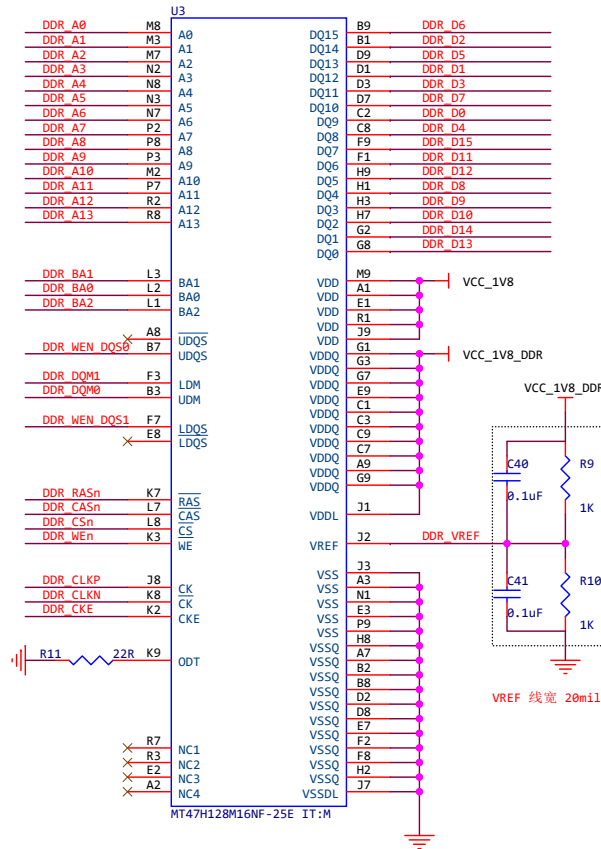 U3
DDR_A0 M8 A0 DQ15 B9 DDR_D6
DDR_A1 M3 A1 DQ14 B1 DDR_D2
DDR_A2 M7 A2 DQ13 D9 DDR_D5
DDR_A3 N2 A3 DQ12 D1 DDR_D1
DDR_A4 N8 A4 DQ11 D3 DDR_D3
DDR_A5 N3 A5 DQ10 D7 DDR_D7
DDR_A6 N7 A6 DQ9 C2 DDR_D0
DDR_A7 P2 A7 DQ8 C8 DDR_D4
DDR_A8 P8 A8 DQ7 F9 DDR_D15
DDR_A9 P3 A9 DQ6 F1 DDR_D11
DDR_A10 M2 A10 DQ5 H9 DDR_D12
DDR_A11 P7 A11 DQ4 H1 DDR_D8
DDR_A12 R2 A12 DQ3 H3 DDR_D9
DDR_A13 R8 A13 DQ2 H7 DDR_D10
DQ1 G2 DDR_D14
DQ0 G8 DDR_D13
DDR_BA1 L3 BA1 VDD M9 VCC_1V8
DDR_BA0 L2 BA0 VDD A1
DDR_BA2 L1 BA2 VDD E1
VDD R1
A8 UDQS VDD J9
DDR_WEN_DQS0 B7 UDQS VDDQ G1 VCC_1V8_DDR
VDDQ G3
DDR_DQM1 F3 LDM VDDQ G7
DDR_DQM0 B3 UDM VDDQ E9
VDDQ C1
DDR_WEN_DQS1 F7 LDQS VDDQ C3
E8 LDQS VDDQ C9
VDDQ C7
VDDQ A9
VDDQ G9
DDR_RASn K7 RAS
DDR_CASn L7 CAS VDDL J1
DDR_CSn L8 CS
DDR_WEn K3 WE VREF J2 DDR_VREF
VSS J3
DDR_CLKP J8 CK VSS A3
DDR_CLKN K8 CK VSS N1
DDR_CKE K2 CKE VSS E3
VSS P9
VSSQ H8
R11 22R K9 ODT VSSQ A7
VSSQ B2
VSSQ B8
VSSQ D2
VSSQ D8
VSSQ E7
R7 NC1 VSSQ F2
R3 NC2 VSSQ F8
E2 NC3 VSSQ H2
A2 NC4 VSSDL J7
MT47H128M16NF-25E IT:M
VCC_1V8_DDR
C40 R9
0.1uF 1K
C41 R10
0.1uF 1K
VREF 线宽 20mil